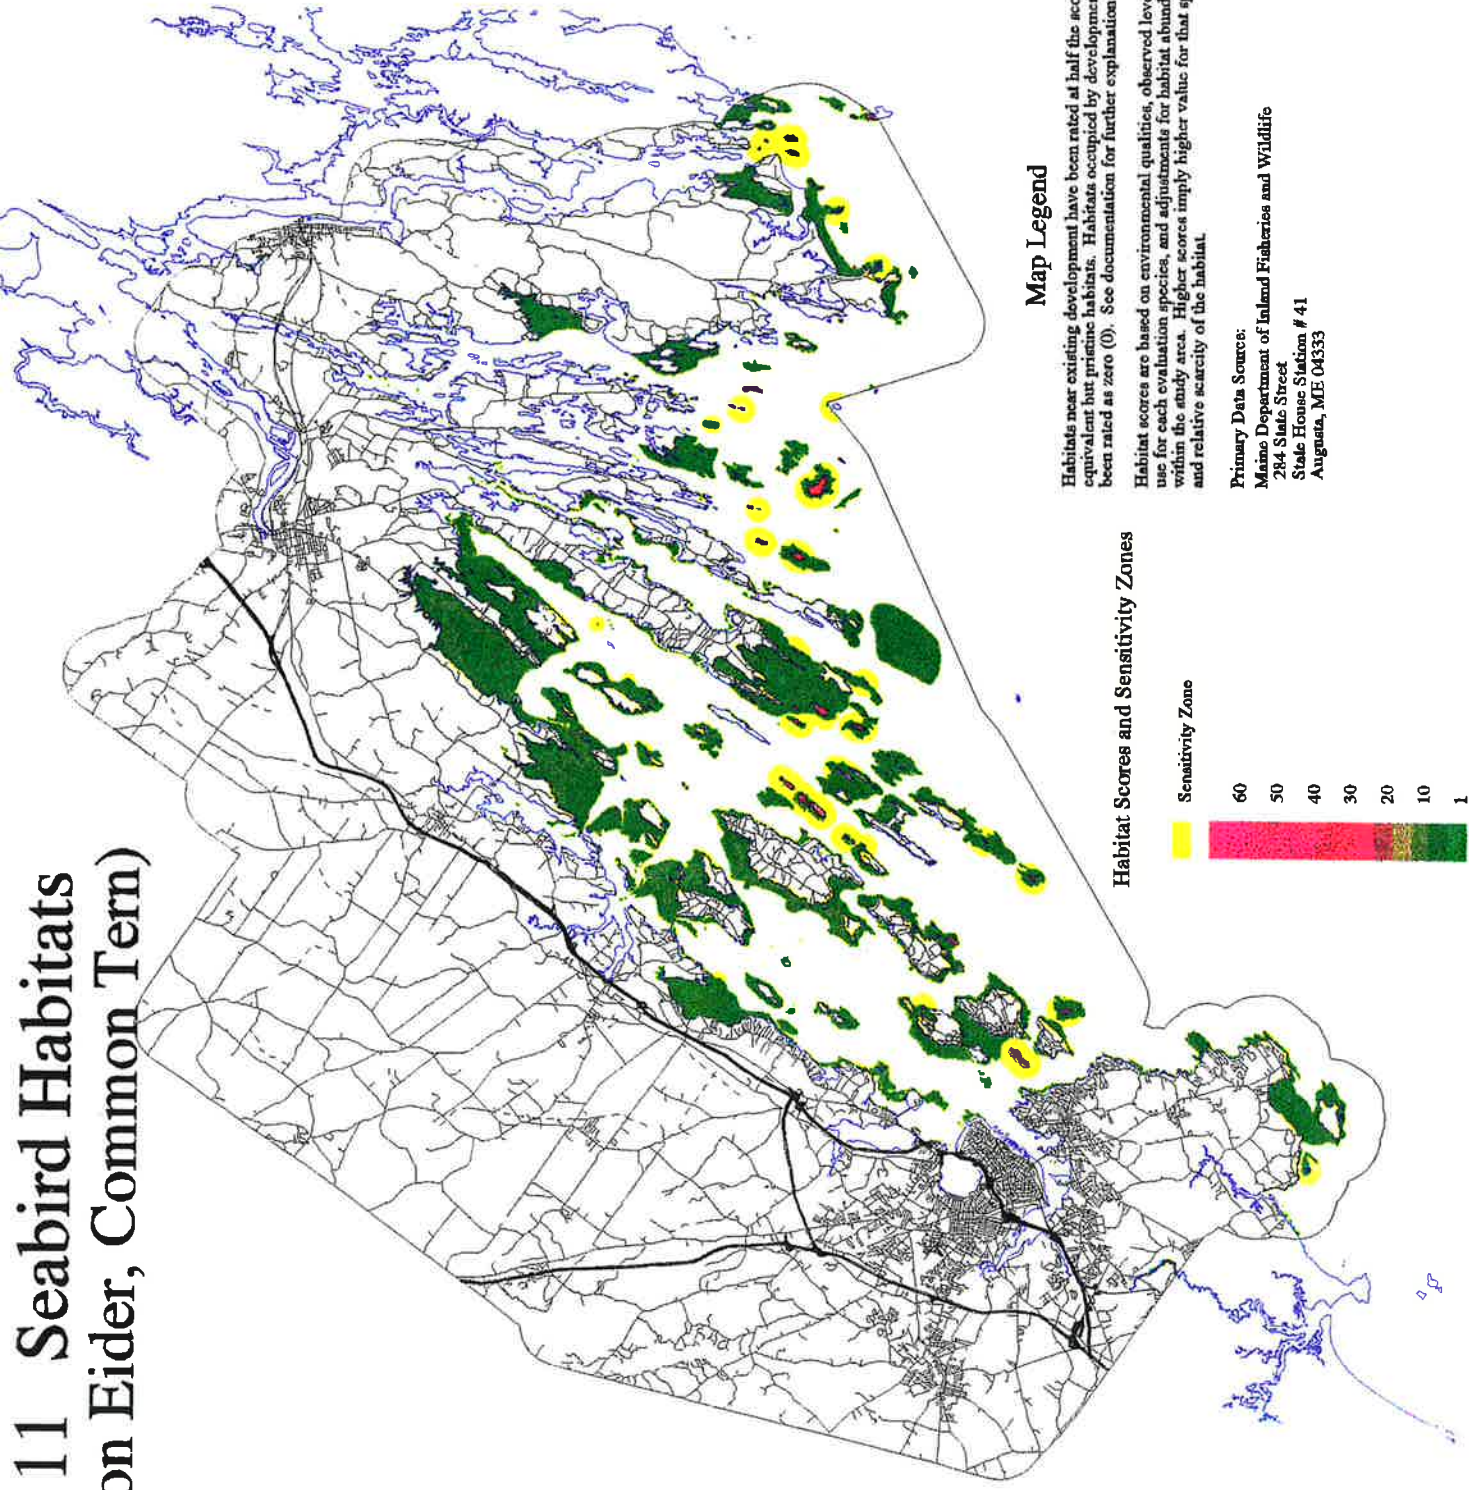 11 Seabird Habitats
on Eider, Common Tern)
Map Legend
Habitats near existing development have been rated at half the sco
equivalent but pristine habitats. Habitats occupied by developmen
been rated as zero (0). See documentation for further explanation
Habitat scores are based on environmental qualities, observed leve
use for each evaluation species, and adjustments for habitat abund
within the study area. Higher scores imply higher value for that sp
and relative scarcity of the habitat.
Primary Data Source:
Maine Department of Inland Fisheries and Wildlife
284 State Street
State House Station # 41
Augusta, ME 04333
Habitat Scores and Sensitivity Zones
Sensitivity Zone
60
50
40
30
20
10
1